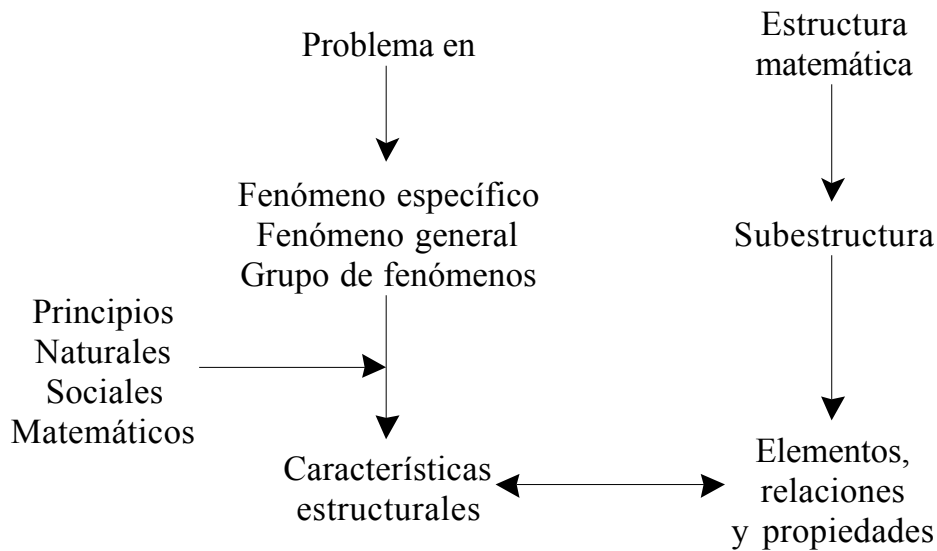 Problema en
Estructura
matemática
Fenómeno específico
Fenómeno general
Grupo de fenómenos
Subestructura
Principios
Naturales
Sociales
Matemáticos
Características
estructurales
Elementos,
relaciones
y propiedades